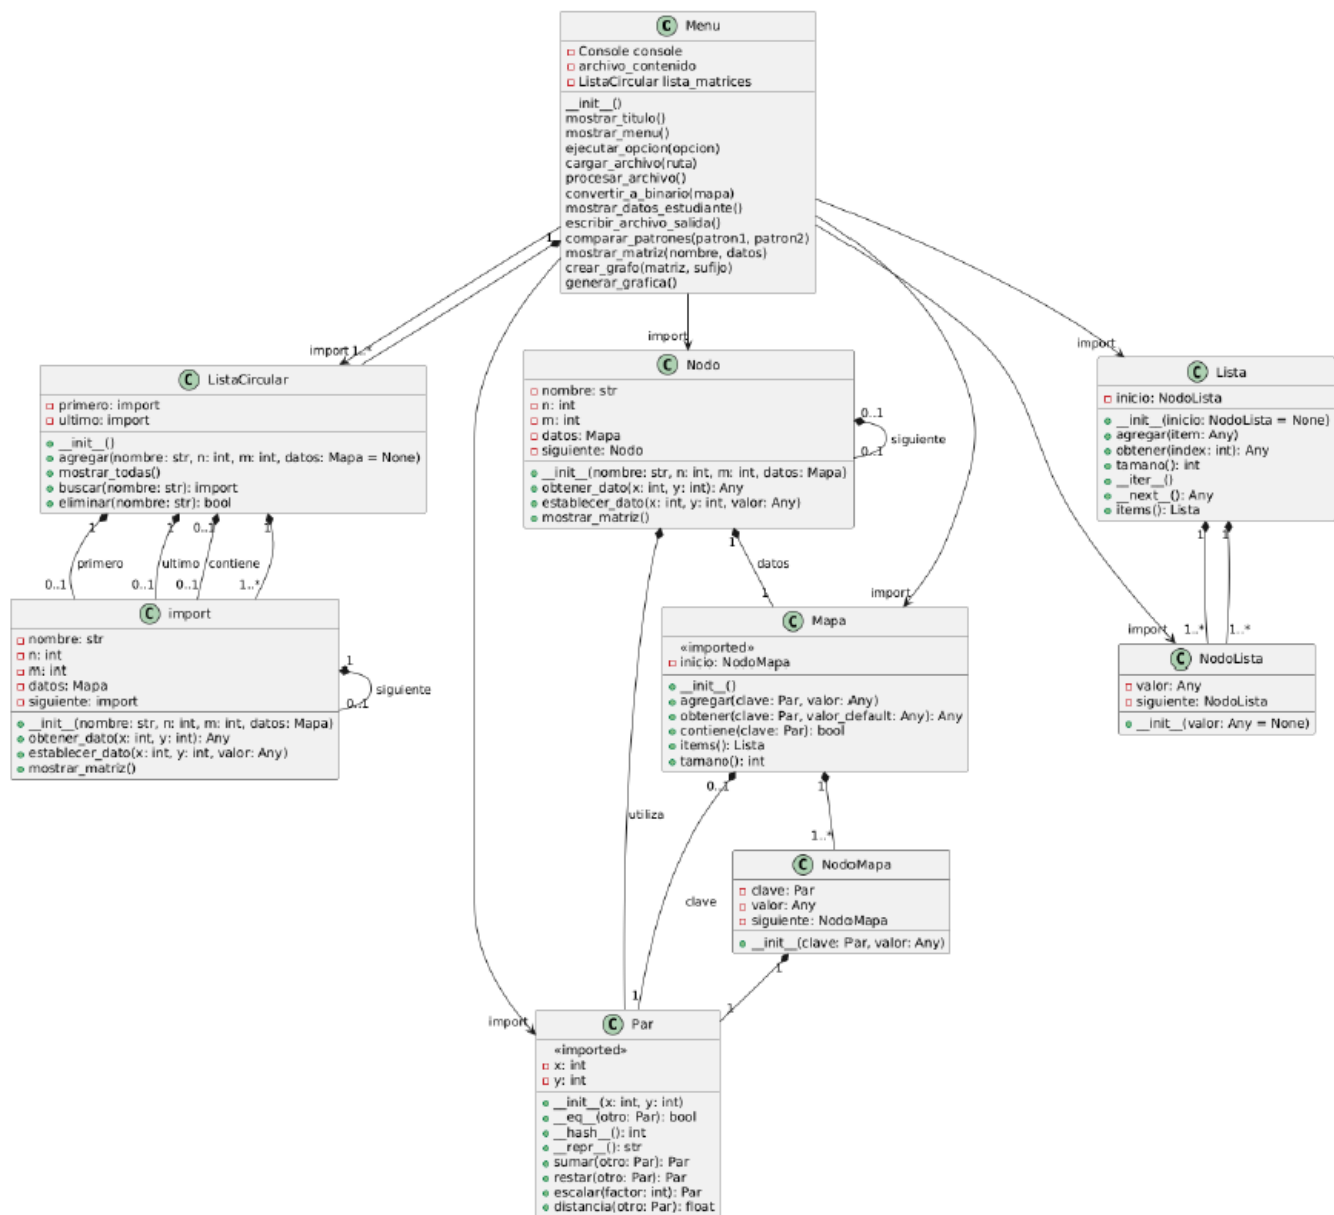 C Menu
Console console
archivo_contenido
ListaCircular lista_matrices
__init__()
mostrar_titulo()
mostrar_menu()
ejecutar_opcion(opcion)
cargar_archivo(ruta)
procesar_archivo()
convertir_a_binario(mapa)
mostrar_datos_estudiante()
escribir_archivo_salida()
comparar_patrones(patron1, patron2)
mostrar_matriz(nombre, datos)
crear_grafo(matriz, sufijo)
generar_grafica()
1
import 1..*
import
import
import
import
import
C ListaCircular
primero: import
ultimo: import
__init__()
agregar(nombre: str, n: int, m: int, datos: Mapa = None)
mostrar_todas()
buscar(nombre: str): import
eliminar(nombre: str): bool
1
1
0..1
1
primero
ultimo
contiene
0..1
0..1
0..1
1..*
C import
nombre: str
n: int
m: int
datos: Mapa
siguiente: import
__init__(nombre: str, n: int, m: int, datos: Mapa)
obtener_dato(x: int, y: int): Any
establecer_dato(x: int, y: int, valor: Any)
mostrar_matriz()
1
siguiente
0..1
C Nodo
nombre: str
n: int
m: int
datos: Mapa
siguiente: Nodo
__init__(nombre: str, n: int, m: int, datos: Mapa)
obtener_dato(x: int, y: int): Any
establecer_dato(x: int, y: int, valor: Any)
mostrar_matriz()
0..1
siguiente
0..1
1
datos
1
utiliza
C Lista
inicio: NodoLista
__init__(inicio: NodoLista = None)
agregar(item: Any)
obtener(index: int): Any
tamano(): int
__iter__()
__next__(): Any
items(): Lista
1
1
1..*
1..*
C NodoLista
valor: Any
siguiente: NodoLista
__init__(valor: Any = None)
C Mapa
«imported»
inicio: NodoMapa
__init__()
agregar(clave: Par, valor: Any)
obtener(clave: Par, valor_default: Any): Any
contiene(clave: Par): bool
items(): Lista
tamano(): int
0..1
1
1..*
clave
C NodoMapa
clave: Par
valor: Any
siguiente: NodoMapa
__init__(clave: Par, valor: Any)
1
1
1
C Par
«imported»
x: int
y: int
__init__(x: int, y: int)
__eq__(otro: Par): bool
__hash__(): int
__repr__(): str
sumar(otro: Par): Par
restar(otro: Par): Par
escalar(factor: int): Par
distancia(otro: Par): float